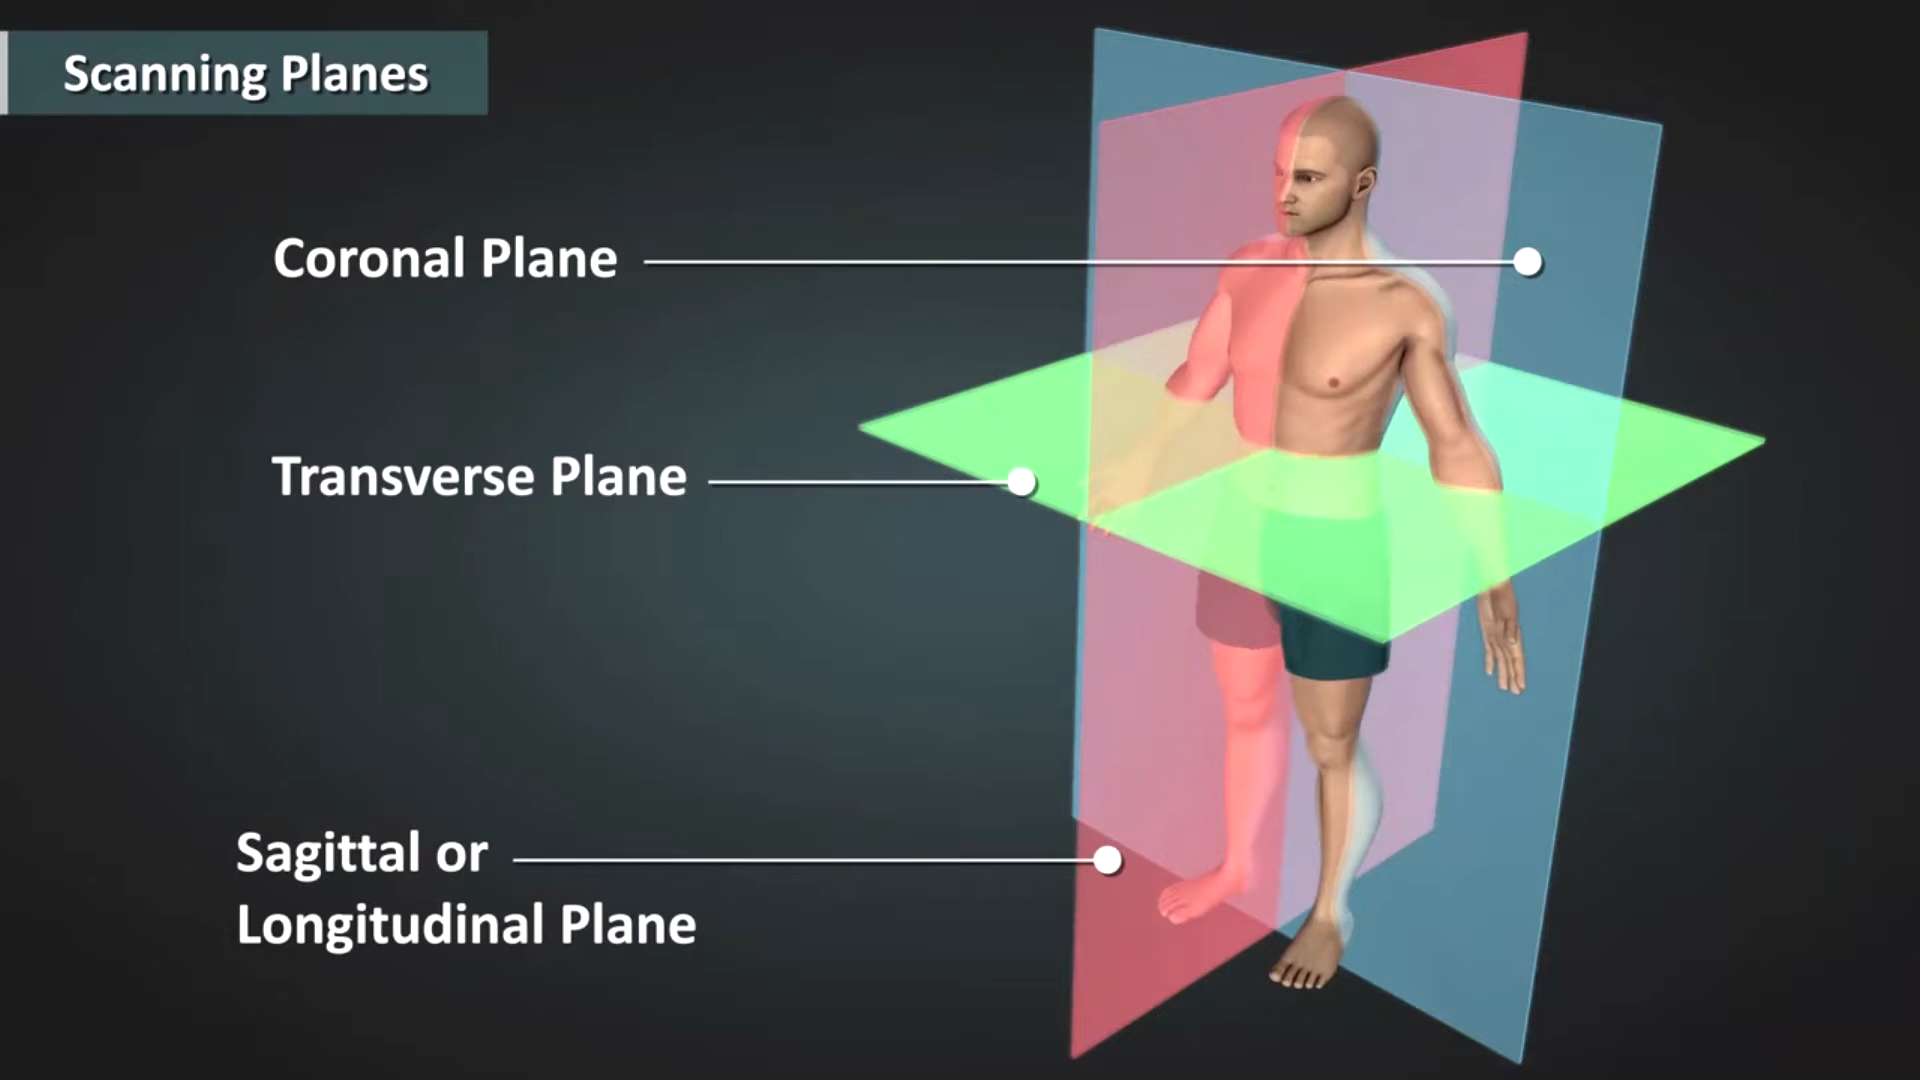 Scanning Planes
Coronal Plane
Transverse Plane
Sagittal or
Longitudinal Plane